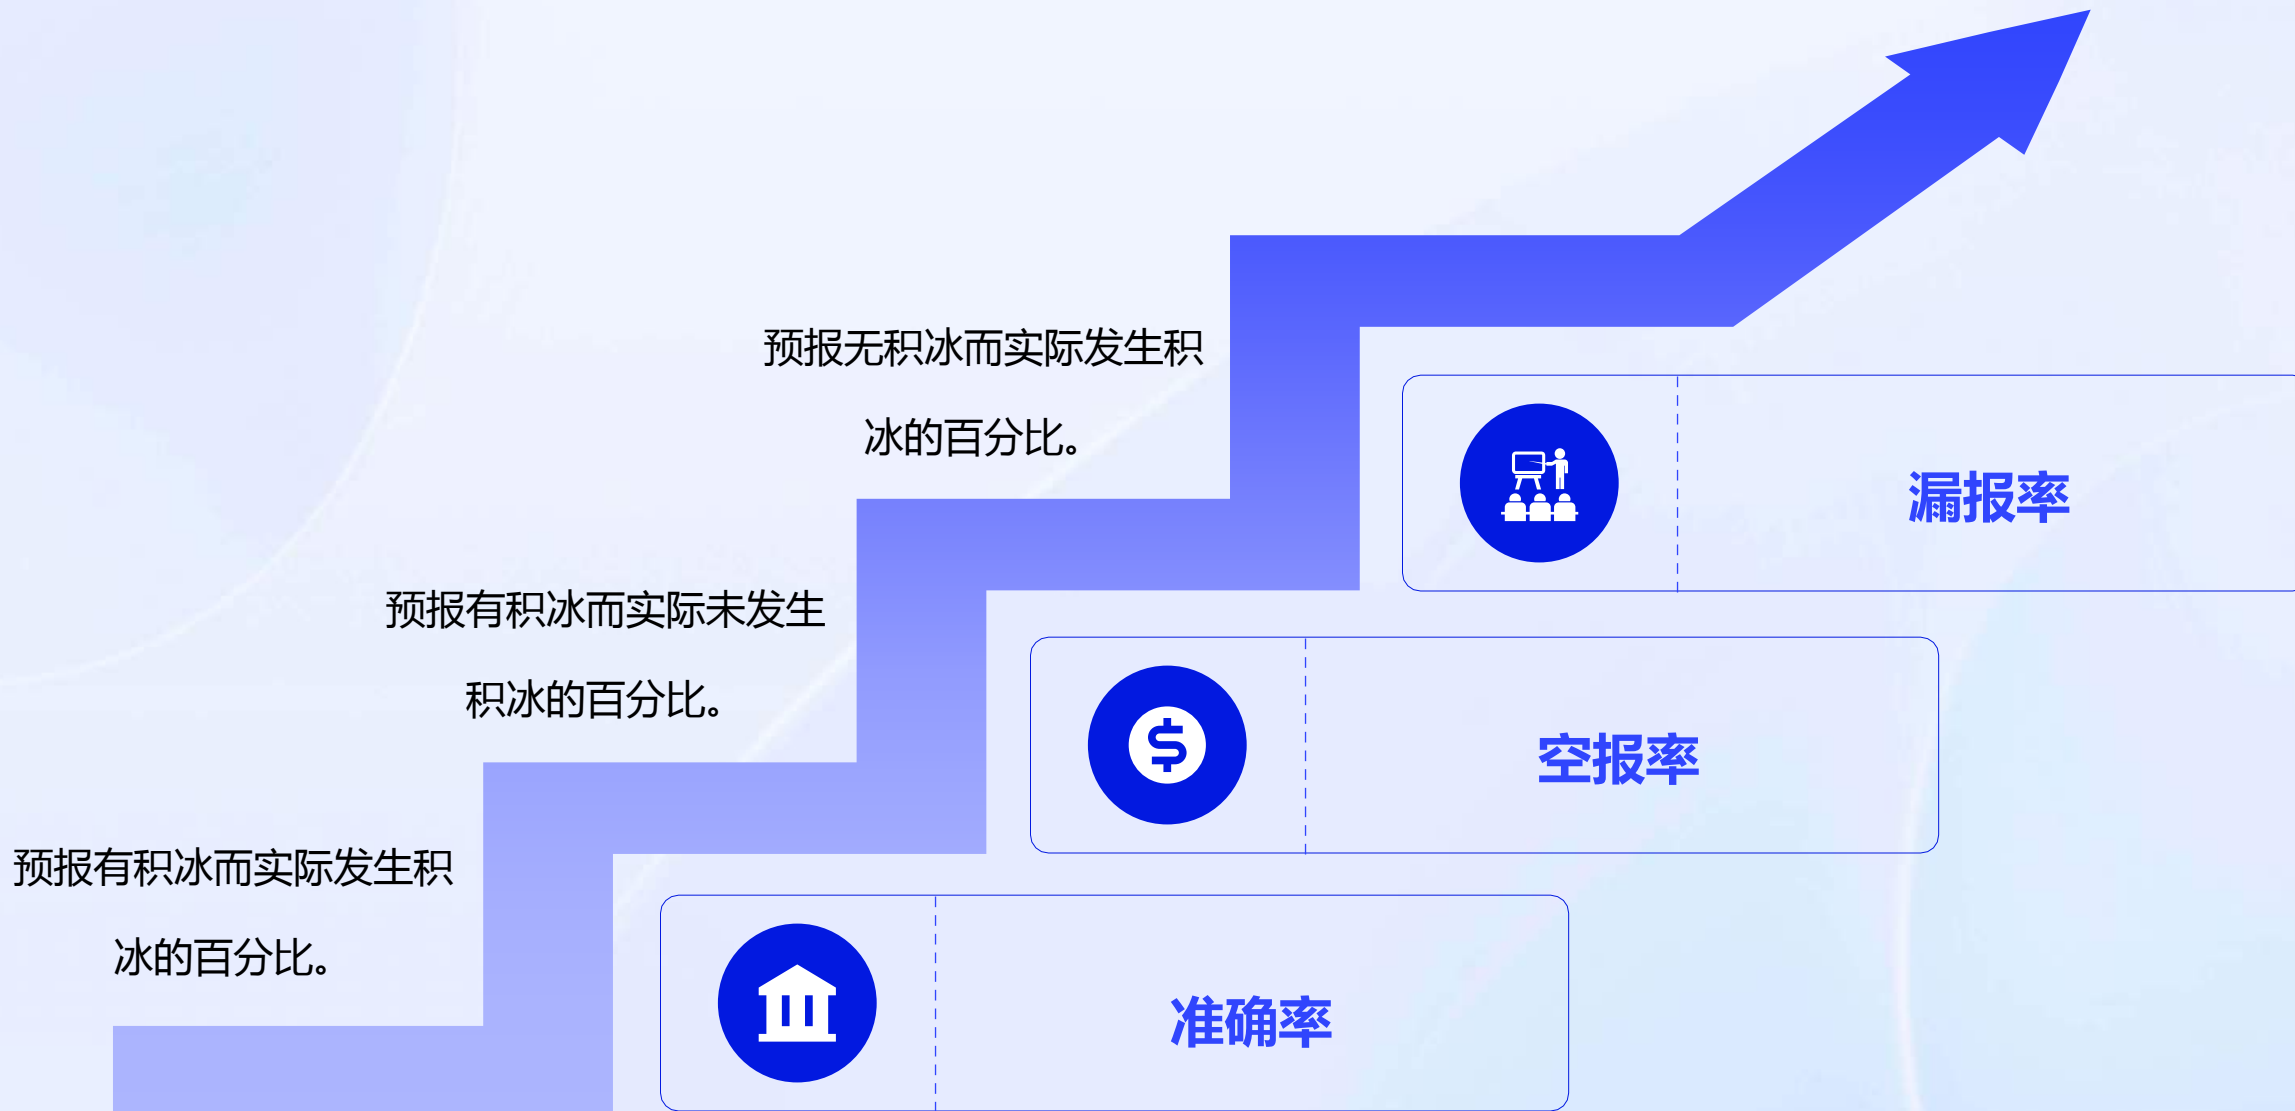 预报无积冰而实际发生积
冰的百分比。
漏报率
预报有积冰而实际未发生
积冰的百分比。
空报率
预报有积冰而实际发生积
冰的百分比。
准确率